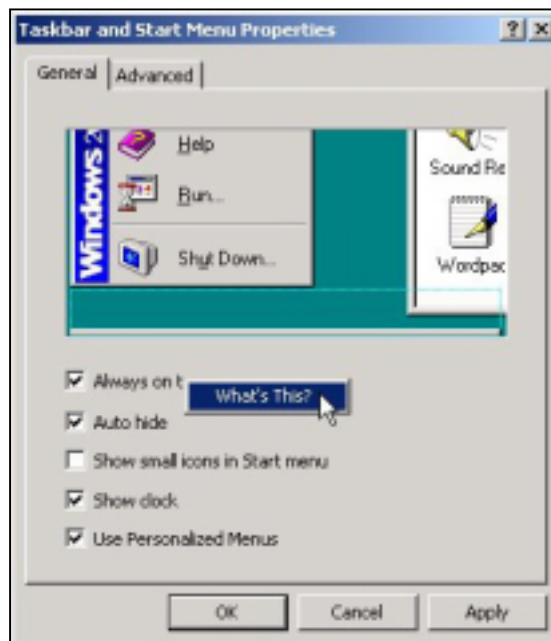 Taskbar and Start Menu Properties
General Advanced
Windows 2
Help
Run...
Shut Down...
Sound Re
Wordpad
Always on t
What's This?
Auto hide
Show small icons in Start menu
Show clock
Use Personalized Menus
OK Cancel Apply